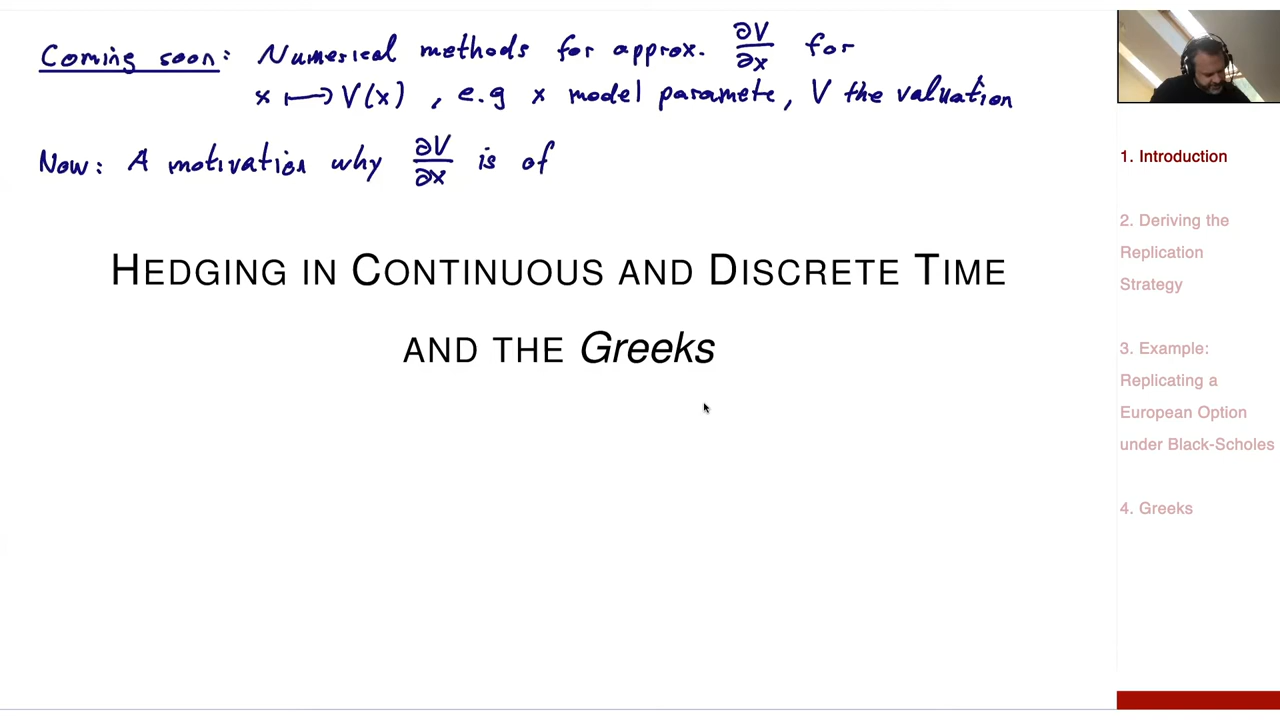 Coming soon: Numerical methods for approx. ∂V/∂x for
x ⟼ V(x) , e.g x model paramete, V the valuation
Now: A motivation why ∂V/∂x is of
HEDGING IN CONTINUOUS AND DISCRETE TIME
AND THE Greeks
1. Introduction
2. Deriving the
Replication
Strategy
3. Example:
Replicating a
European Option
under Black-Scholes
4. Greeks